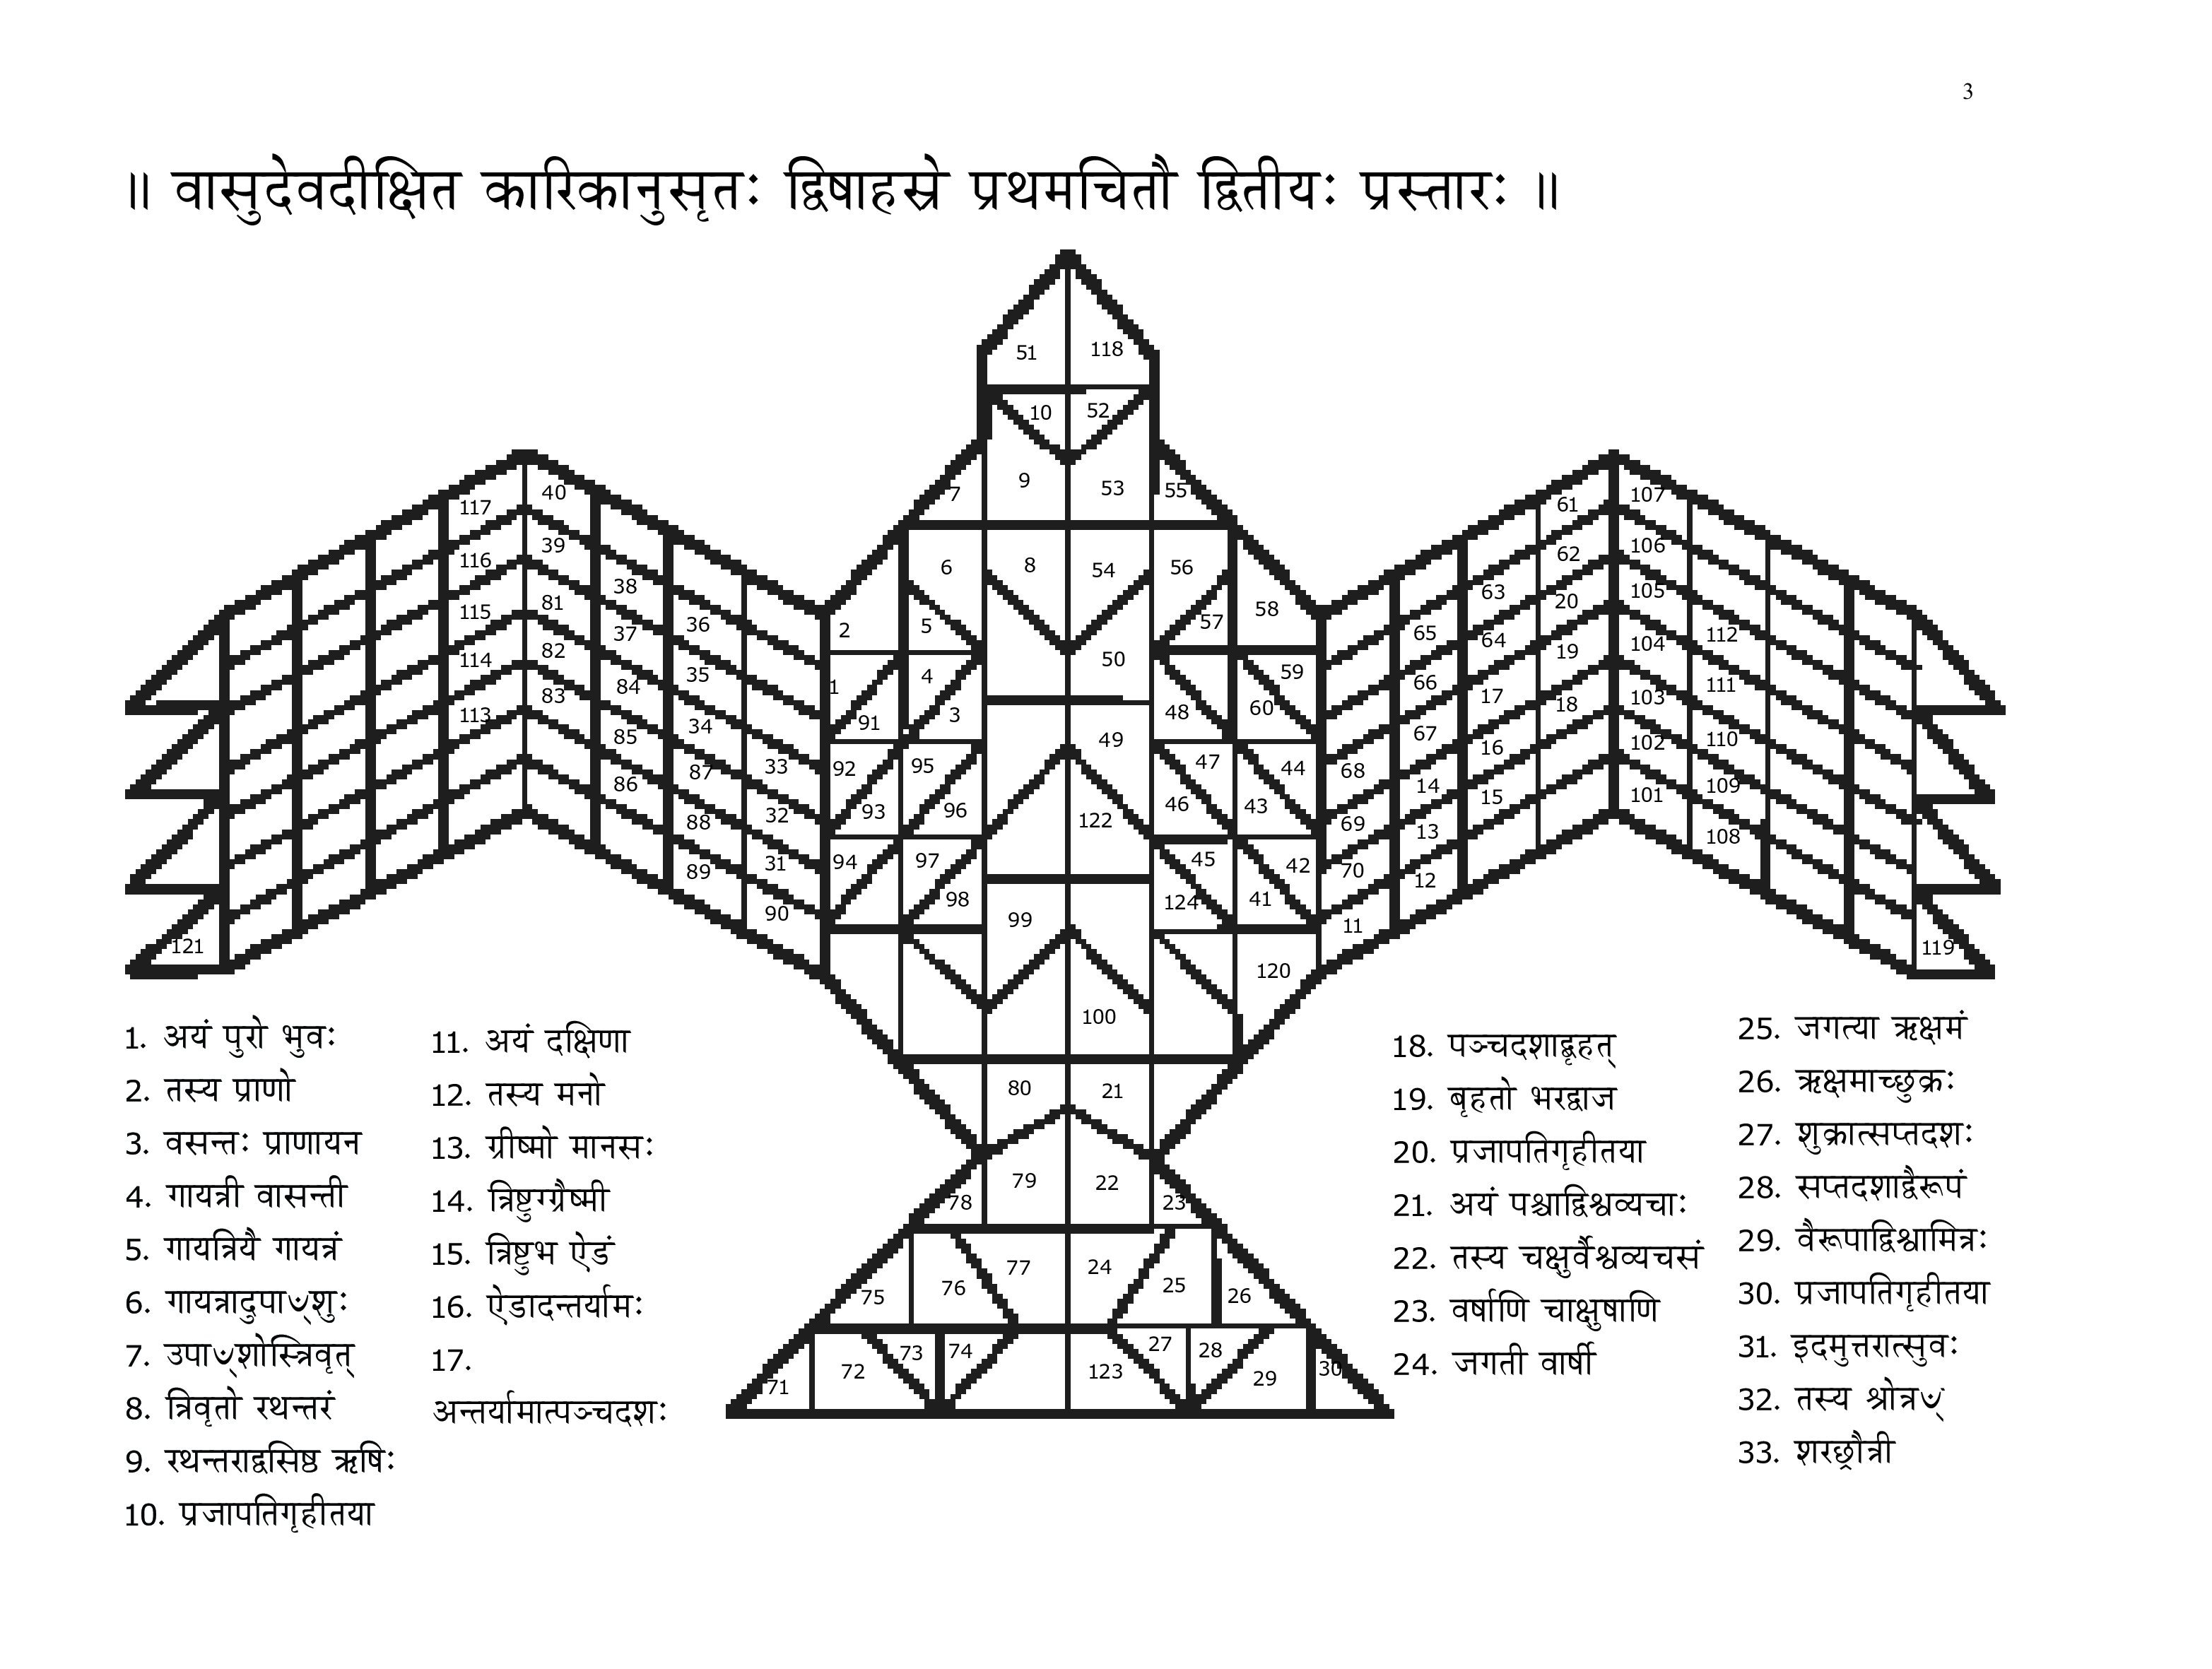 3
॥ वासुदेवदीक्षित कारिकानुसृतः द्विषाहस्रे प्रथमचितौ द्वितीयः प्रस्तारः ॥
51 118
10 52
9 53
7 55
117 40 61 107
116 39 62 106
6 8 54 56
115 81 38 63 20 105
2 5 57 58
114 82 37 36 65 64 19 104 112
50
113 83 84 35 1 4 59 66 17 18 103 111
91 3 48 60
85 34 49 67 16 102 110
86 87 33 92 95 47 44 68 14 15 101 109
93 96 46 43
88 32 122 69 13 108
89 31 94 97 45 42 70 12
90 98 99 124 41 11
121 120 119
100
80 21
79 22
78 23
77 24
75 76 25 26
73 74 27 28
71 72 123 29 30
1. अयं पुरो भुवः
2. तस्य प्राणो
3. वसन्तः प्राणायन
4. गायत्री वासन्ती
5. गायत्रियै गायत्रं
6. गायत्रादुपाꣳशुः
7. उपाꣳशोस्त्रिवृत्
8. त्रिवृतो रथन्तरं
9. रथन्तराद्वसिष्ठ ऋषिः
10. प्रजापतिगृहीतया
11. अयं दक्षिणा
12. तस्य मनो
13. ग्रीष्मो मानसः
14. त्रिष्टुग्ग्रैष्मी
15. त्रिष्टुभ ऐडं
16. ऐडादन्तर्यामः
17.
अन्तर्यामात्पञ्चदशः
18. पञ्चदशाद्बृहत्
19. बृहतो भरद्वाज
20. प्रजापतिगृहीतया
21. अयं पश्चाद्विश्वव्यचाः
22. तस्य चक्षुर्वैश्वव्यचसं
23. वर्षाणि चाक्षुषाणि
24. जगती वार्षी
25. जगत्या ऋक्षमं
26. ऋक्षमाच्छुक्रः
27. शुक्रात्सप्तदशः
28. सप्तदशाद्वैरूपं
29. वैरूपाद्विश्वामित्रः
30. प्रजापतिगृहीतया
31. इदमुत्तरात्सुवः
32. तस्य श्रोत्रꣳ
33. शरछ्रौत्री